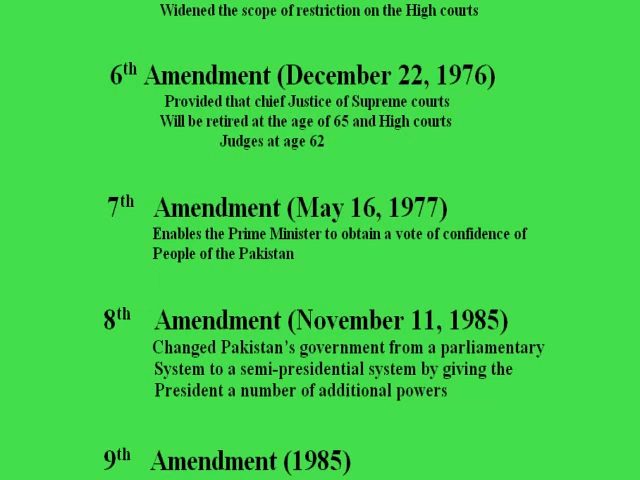 Widened the scope of restriction on the High courts
6th Amendment (December 22, 1976)
Provided that chief Justice of Supreme courts
Will be retired at the age of 65 and High courts
Judges at age 62
7th Amendment (May 16, 1977)
Enables the Prime Minister to obtain a vote of confidence of
People of the Pakistan
8th Amendment (November 11, 1985)
Changed Pakistan's government from a parliamentary
System to a semi-presidential system by giving the
President a number of additional powers
9th Amendment (1985)